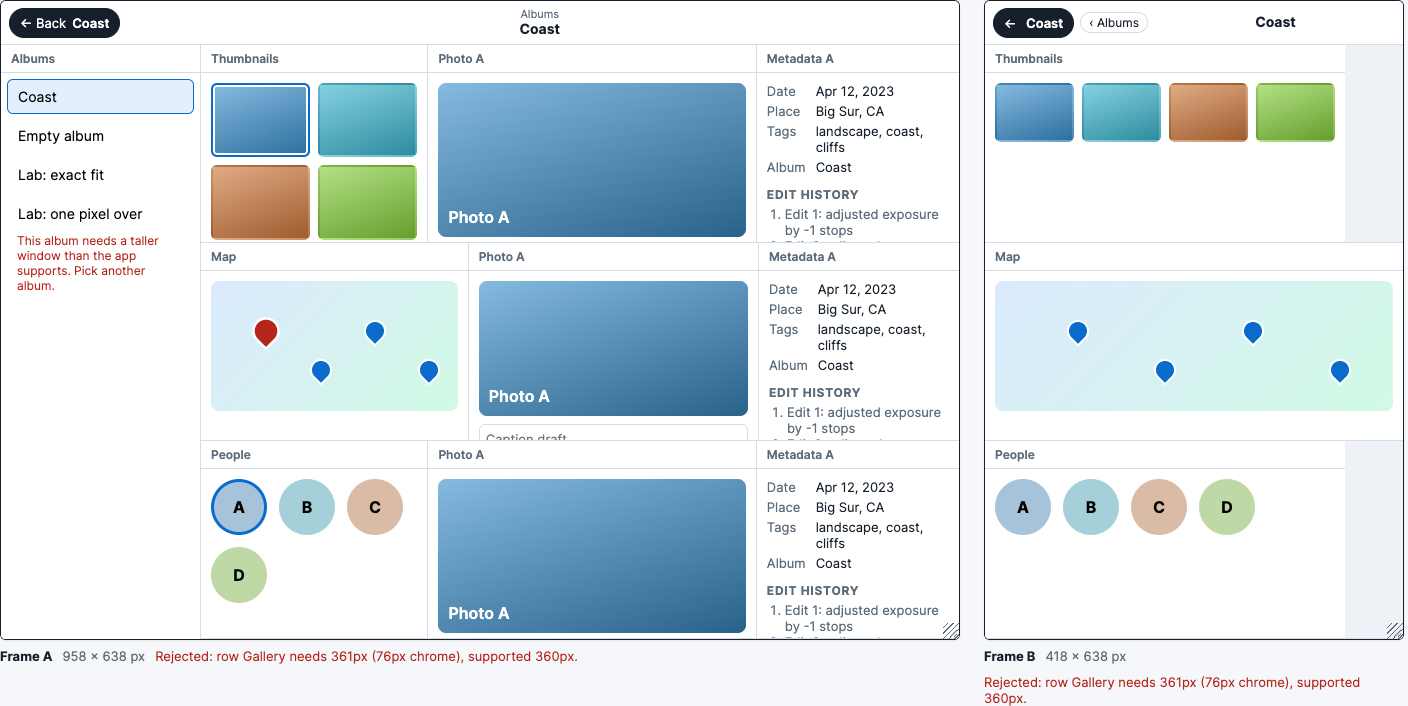 ← Back Coast
Albums
Coast
Albums
Coast
Empty album
Lab: exact fit
Lab: one pixel over
This album needs a taller
window than the app
supports. Pick another
album.
Thumbnails
Photo A
Photo A
Metadata A
Date Apr 12, 2023
Place Big Sur, CA
Tags landscape, coast,
cliffs
Album Coast
EDIT HISTORY
1. Edit 1: adjusted exposure
by -1 stops
Map
Photo A
Photo A
Caption draft
Metadata A
Date Apr 12, 2023
Place Big Sur, CA
Tags landscape, coast,
cliffs
Album Coast
EDIT HISTORY
1. Edit 1: adjusted exposure
by -1 stops
People
A B C
D
Photo A
Photo A
Metadata A
Date Apr 12, 2023
Place Big Sur, CA
Tags landscape, coast,
cliffs
Album Coast
EDIT HISTORY
1. Edit 1: adjusted exposure
by -1 stops
Frame A 958 × 638 px Rejected: row Gallery needs 361px (76px chrome), supported 360px.
← Coast
‹ Albums
Coast
Thumbnails
Map
People
A B C D
Frame B 418 × 638 px
Rejected: row Gallery needs 361px (76px chrome), supported
360px.